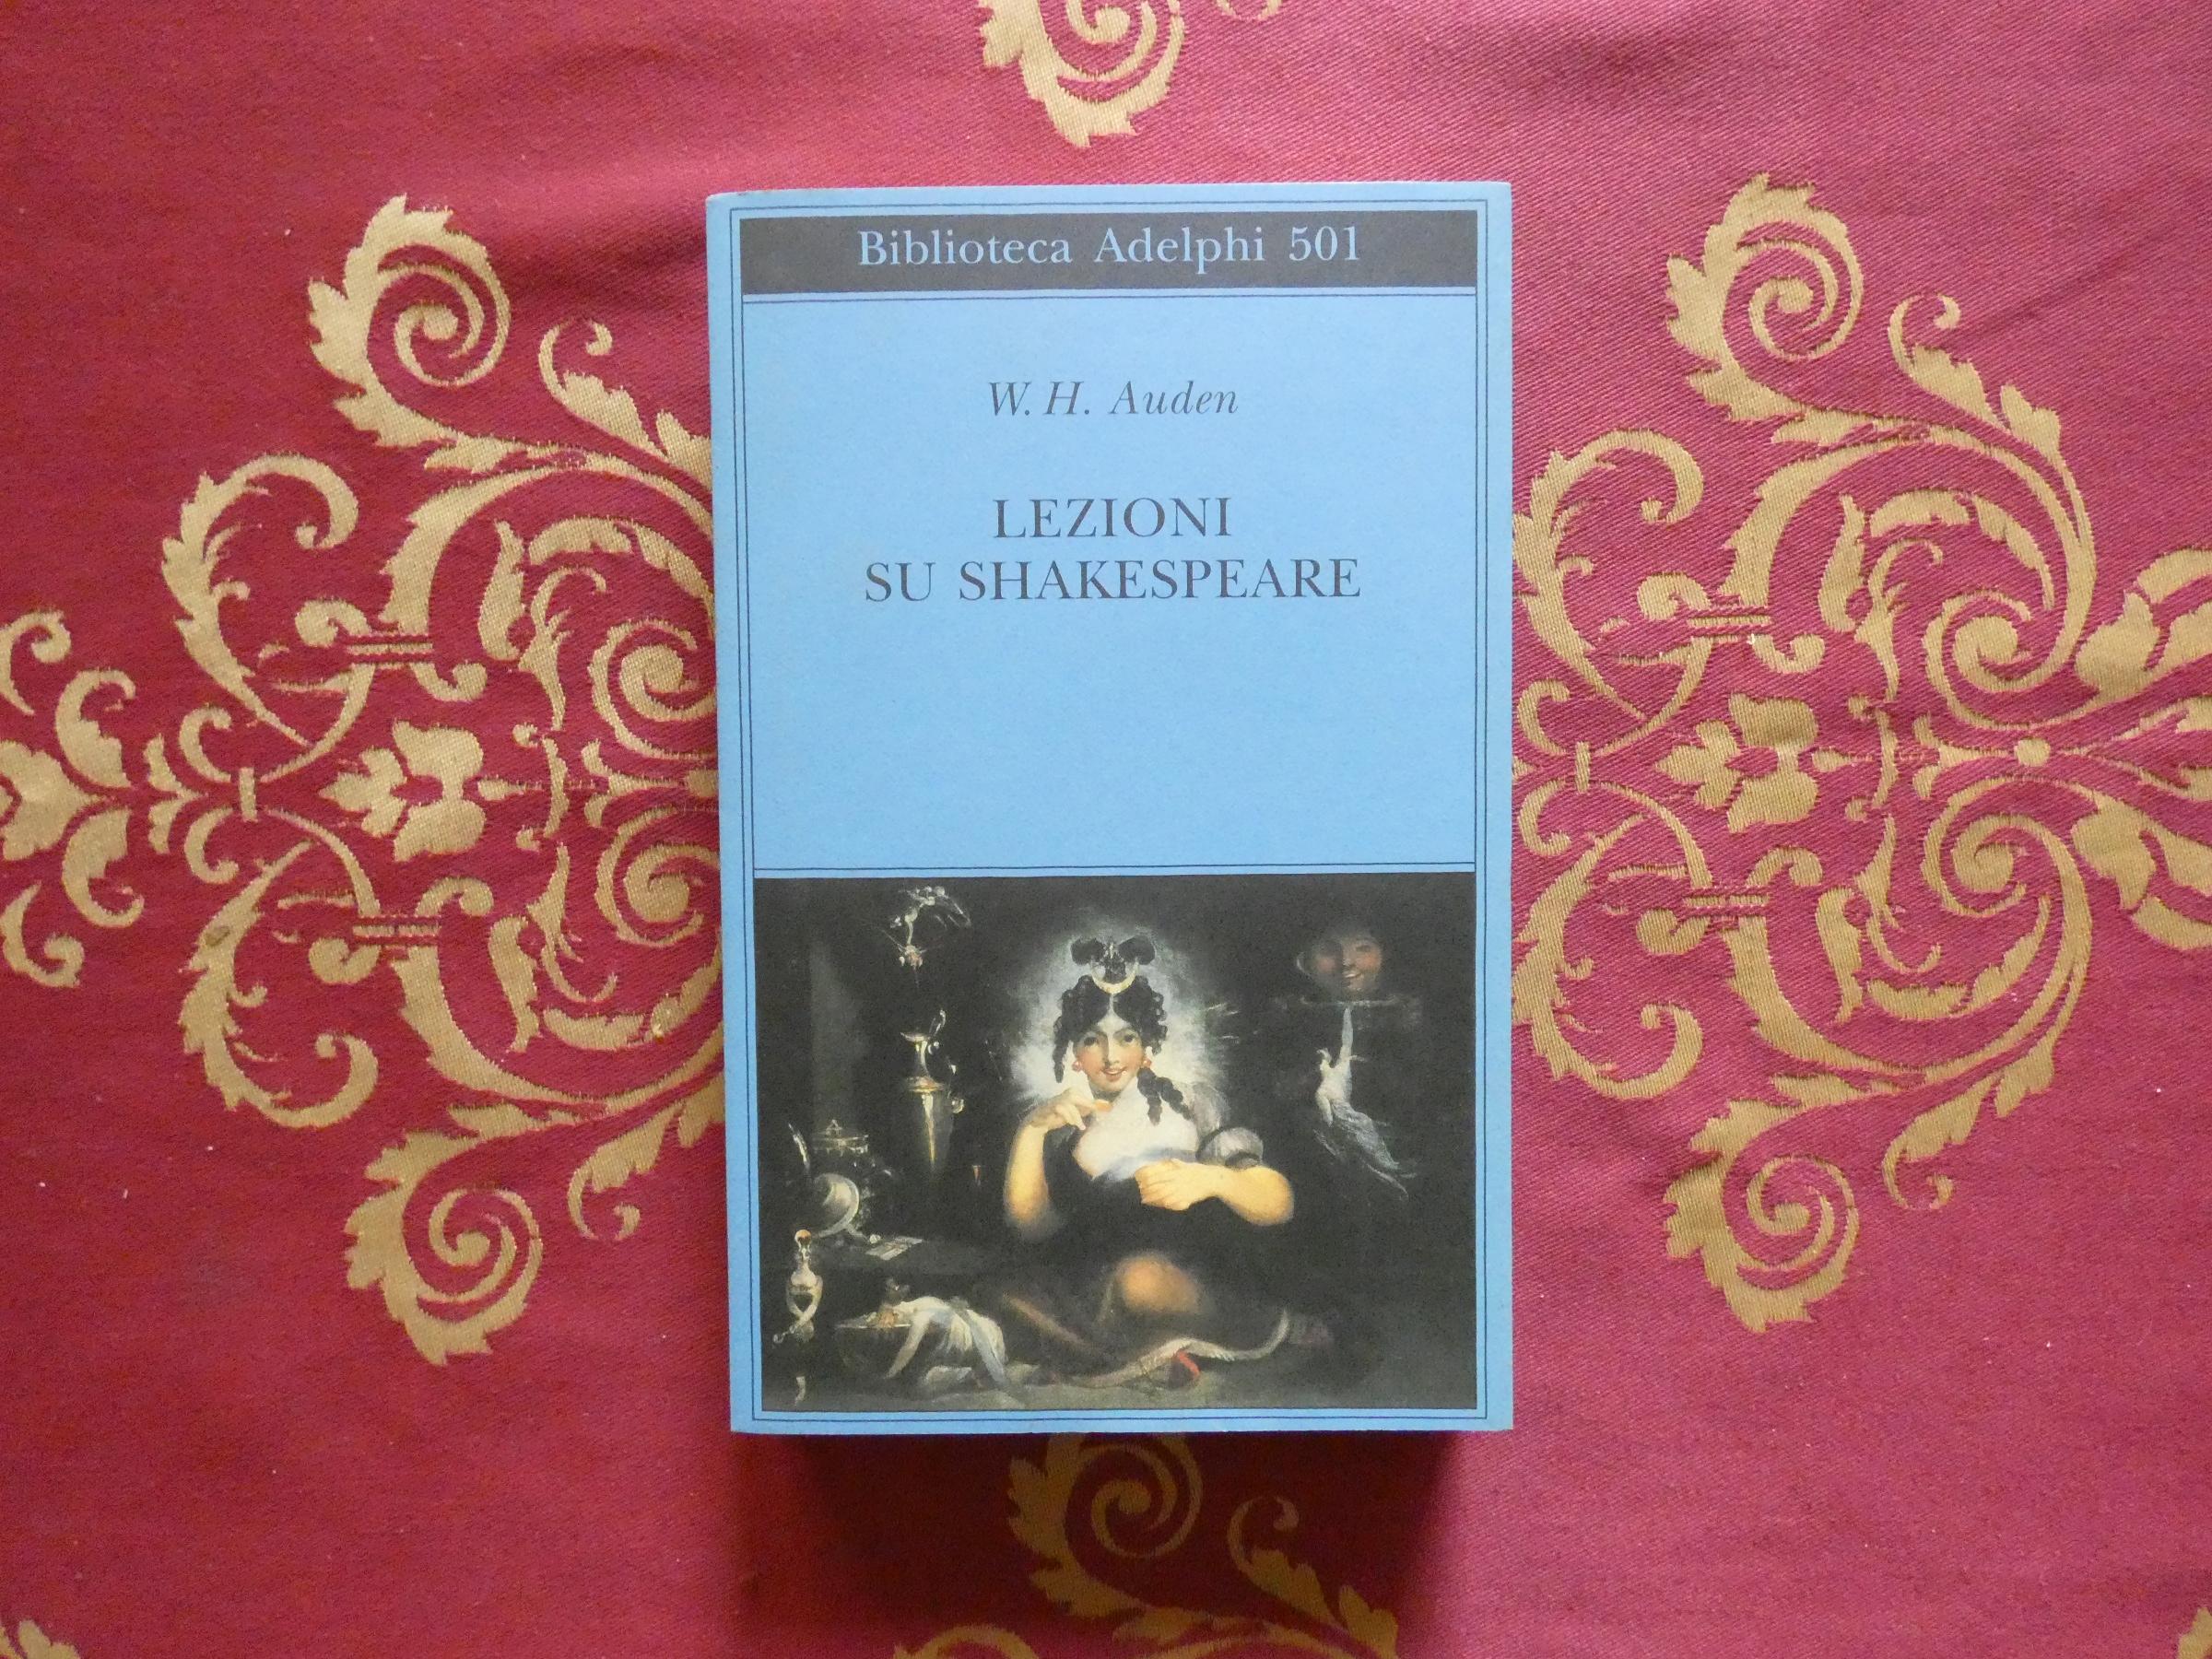 Biblioteca Adelphi 501
W. H. Auden
LEZIONI
SU SHAKESPEARE